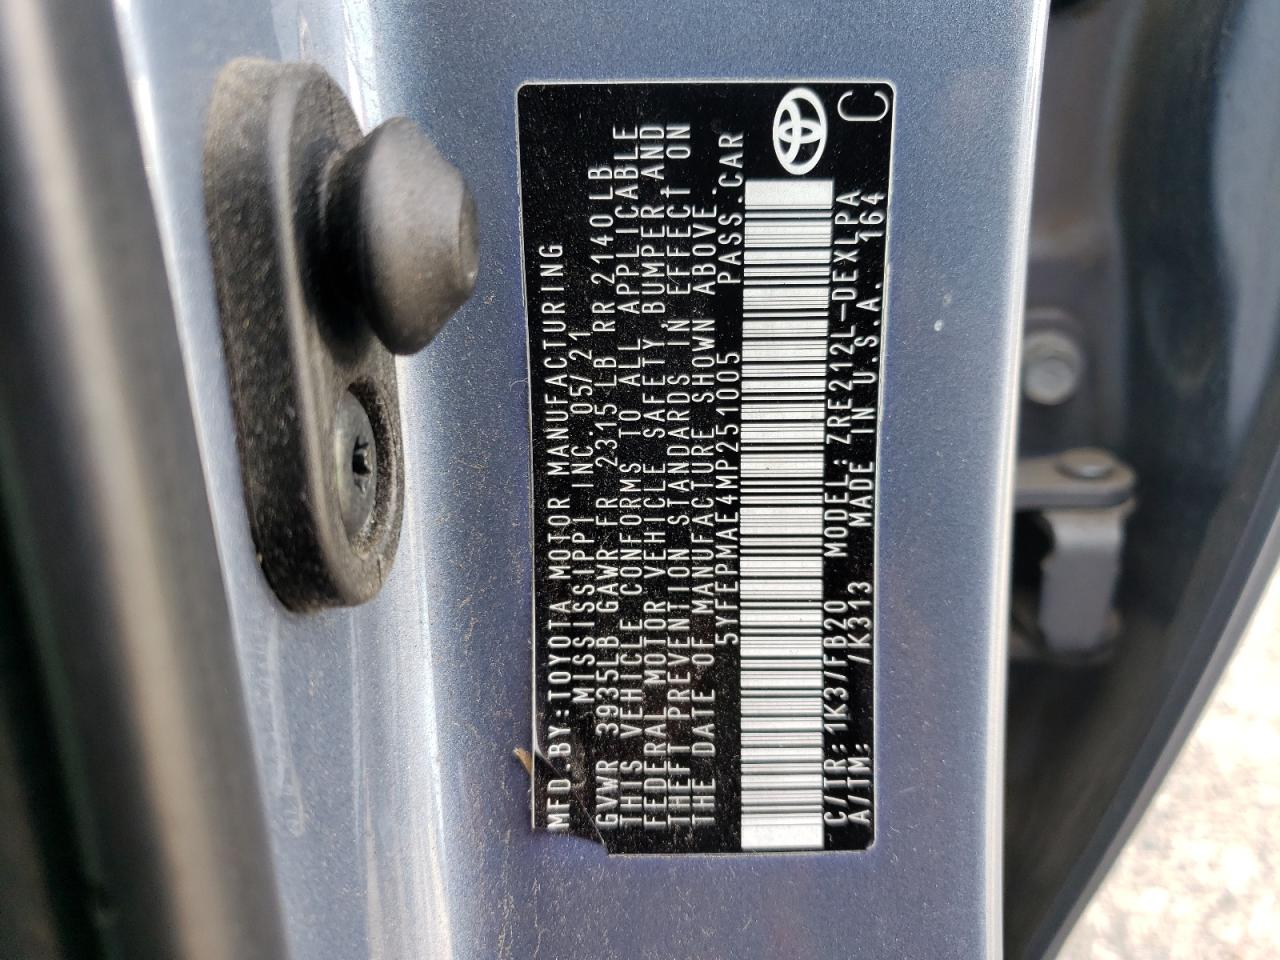 MFD.BY:TOYOTA MOTOR MANUFACTURING
MISSISSIPPI INC. 05/21
GVWR 3935LB GAWR FR 2315 LB RR 2140 LB
THIS VEHICLE CONFORMS TO ALL APPLICABLE
FEDERAL MOTOR VEHICLE SAFETY, BUMPER AND
THEFT PREVENTION STANDARDS IN EFFECT ON
THE DATE OF MANUFACTURE SHOWN ABOVE.
5YFEPMAE4MP251005 PASS.CAR
C/TR:1K3/FB20 MODEL:ZRE212L-DEXLPA
A/TM: /K313 MADE IN U.S.A. 164
C